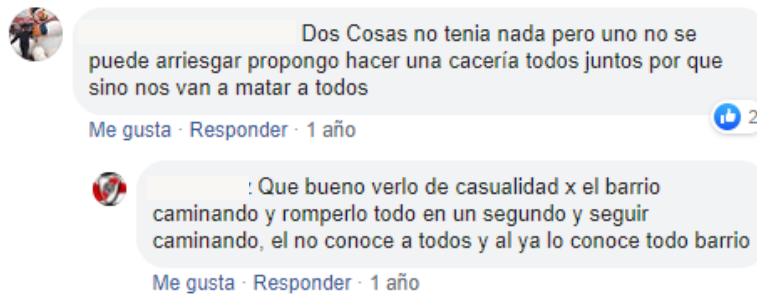 Dos Cosas no tenia nada pero uno no se
puede arriesgar propongo hacer una cacería todos juntos por que
sino nos van a matar a todos
2
Me gusta · Responder · 1 año
: Que bueno verlo de casualidad x el barrio
caminando y romperlo todo en un segundo y seguir
caminando, el no conoce a todos y al ya lo conoce todo barrio
Me gusta · Responder · 1 año